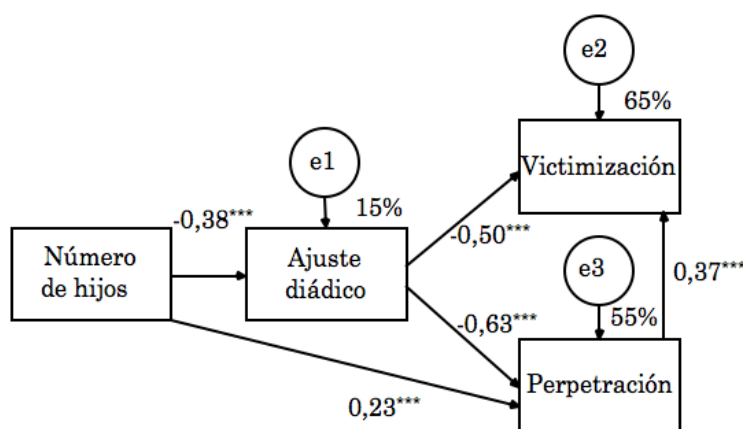 e2
65%
Victimización
e1
15%
-0,38***
-0,50***
Número
de hijos
Ajuste
diádico
e3
0,37***
55%
-0,63***
Perpetración
0,23***